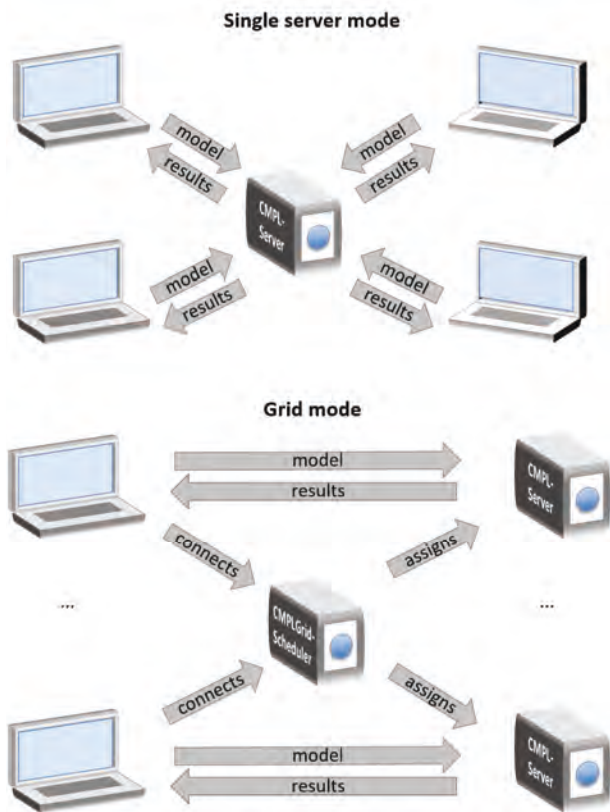 Single server mode
model
results
model
results
CMPL-
Server
model
results
model
results
Grid mode
model
results
CMPL-
Server
connects
assigns
...
CMPLGrid-
Scheduler
...
connects
assigns
model
results
CMPL-
Server